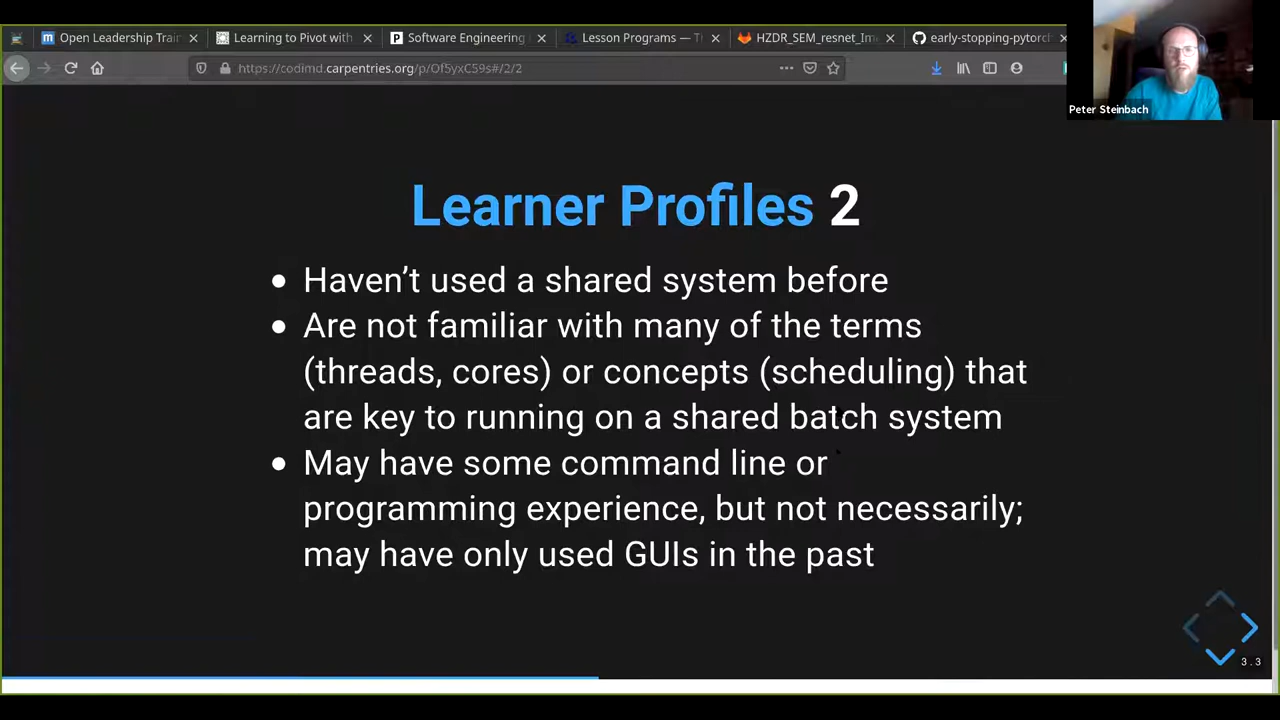 Open Leadership Trai
Learning to Pivot with
Software Engineering
Lesson Programs — T
HZDR_SEM_resnet_Im
early-stopping-pytorch
https://codimd.carpentries.org/p/Of5yxC59s#/2/2
Peter Steinbach
Learner Profiles 2
• Haven’t used a shared system before
• Are not familiar with many of the terms
(threads, cores) or concepts (scheduling) that
are key to running on a shared batch system
• May have some command line or
programming experience, but not necessarily;
may have only used GUIs in the past
3.3